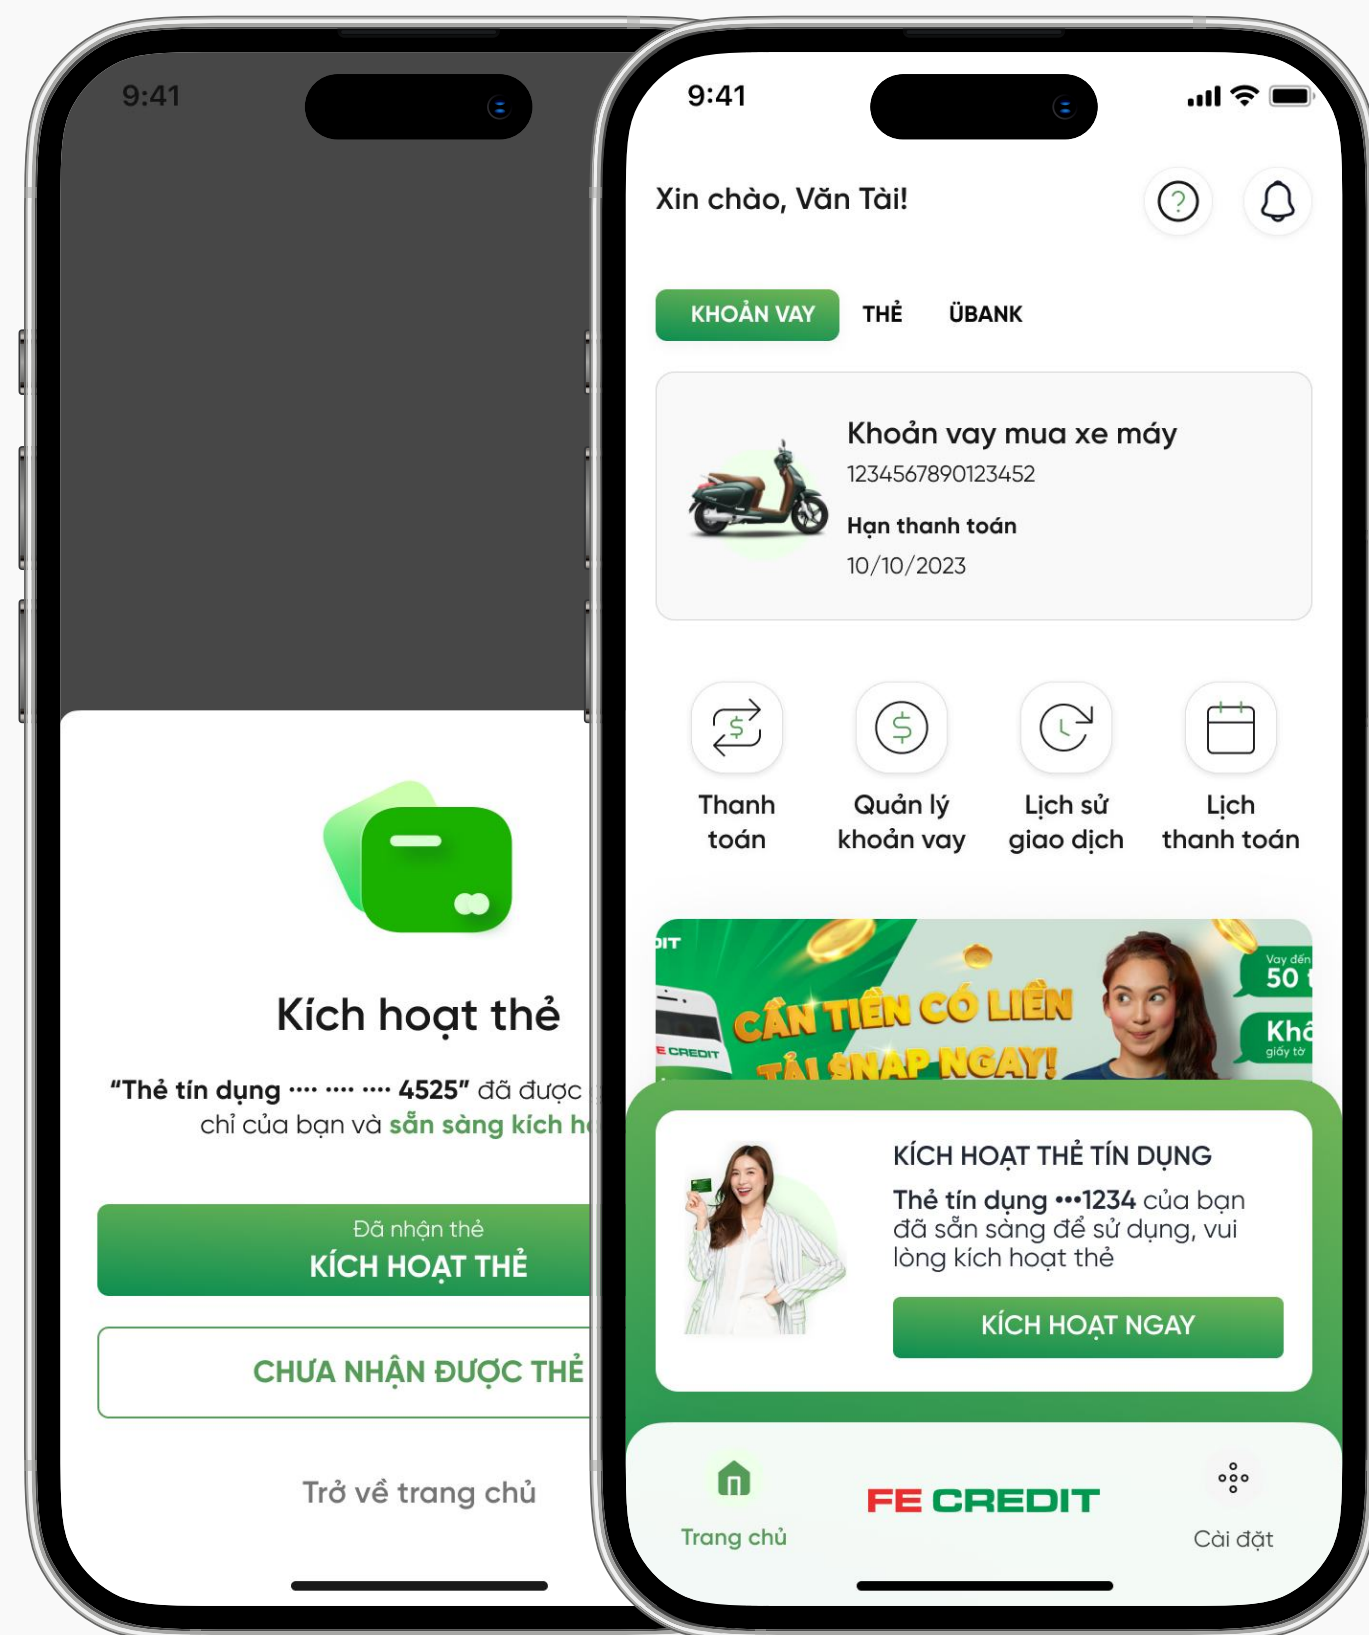 9:41
Kích hoạt thẻ
“Thẻ tín dụng ···· ···· ···· 4525” đã được
chỉ của bạn và sẵn sàng kích
Đã nhận thẻ
KÍCH HOẠT THẺ
CHƯA NHẬN ĐƯỢC THẺ
Trở về trang chủ
9:41
Xin chào, Văn Tài!
KHOẢN VAY THẺ ÜBANK
Khoản vay mua xe máy
1234567890123452
Hạn thanh toán
10/10/2023
Thanh toán
Quản lý khoản vay
Lịch sử giao dịch
Lịch thanh toán
CẦN TIỀN CÓ LIỀN
TẢI $NAP NGAY!
E CREDIT
Vay đến
50
giấy tờ
KÍCH HOẠT THẺ TÍN DỤNG
Thẻ tín dụng •••1234 của bạn
đã sẵn sàng để sử dụng, vui
lòng kích hoạt thẻ
KÍCH HOẠT NGAY
Trang chủ
FE CREDIT
Cài đặt